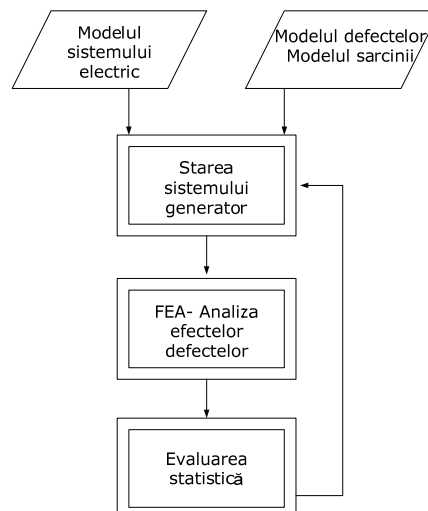 Modelul
sistemului
electric
Modelul defectelor
Modelul sarcinii
Starea
sistemului
generator
FEA- Analiza
efectelor
defectelor
Evaluarea
statistică